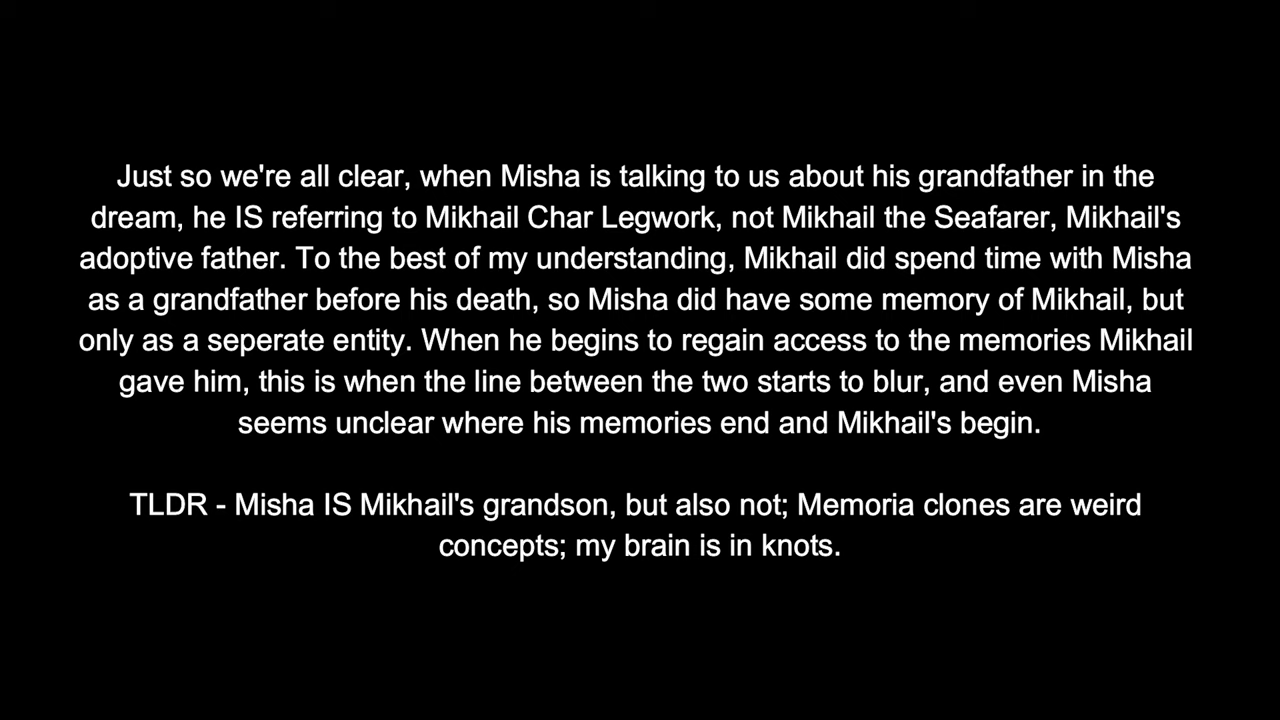 Just so we're all clear, when Misha is talking to us about his grandfather in the
dream, he IS referring to Mikhail Char Legwork, not Mikhail the Seafarer, Mikhail's
adoptive father. To the best of my understanding, Mikhail did spend time with Misha
as a grandfather before his death, so Misha did have some memory of Mikhail, but
only as a seperate entity. When he begins to regain access to the memories Mikhail
gave him, this is when the line between the two starts to blur, and even Misha
seems unclear where his memories end and Mikhail's begin.
TLDR - Misha IS Mikhail's grandson, but also not; Memoria clones are weird
concepts; my brain is in knots.